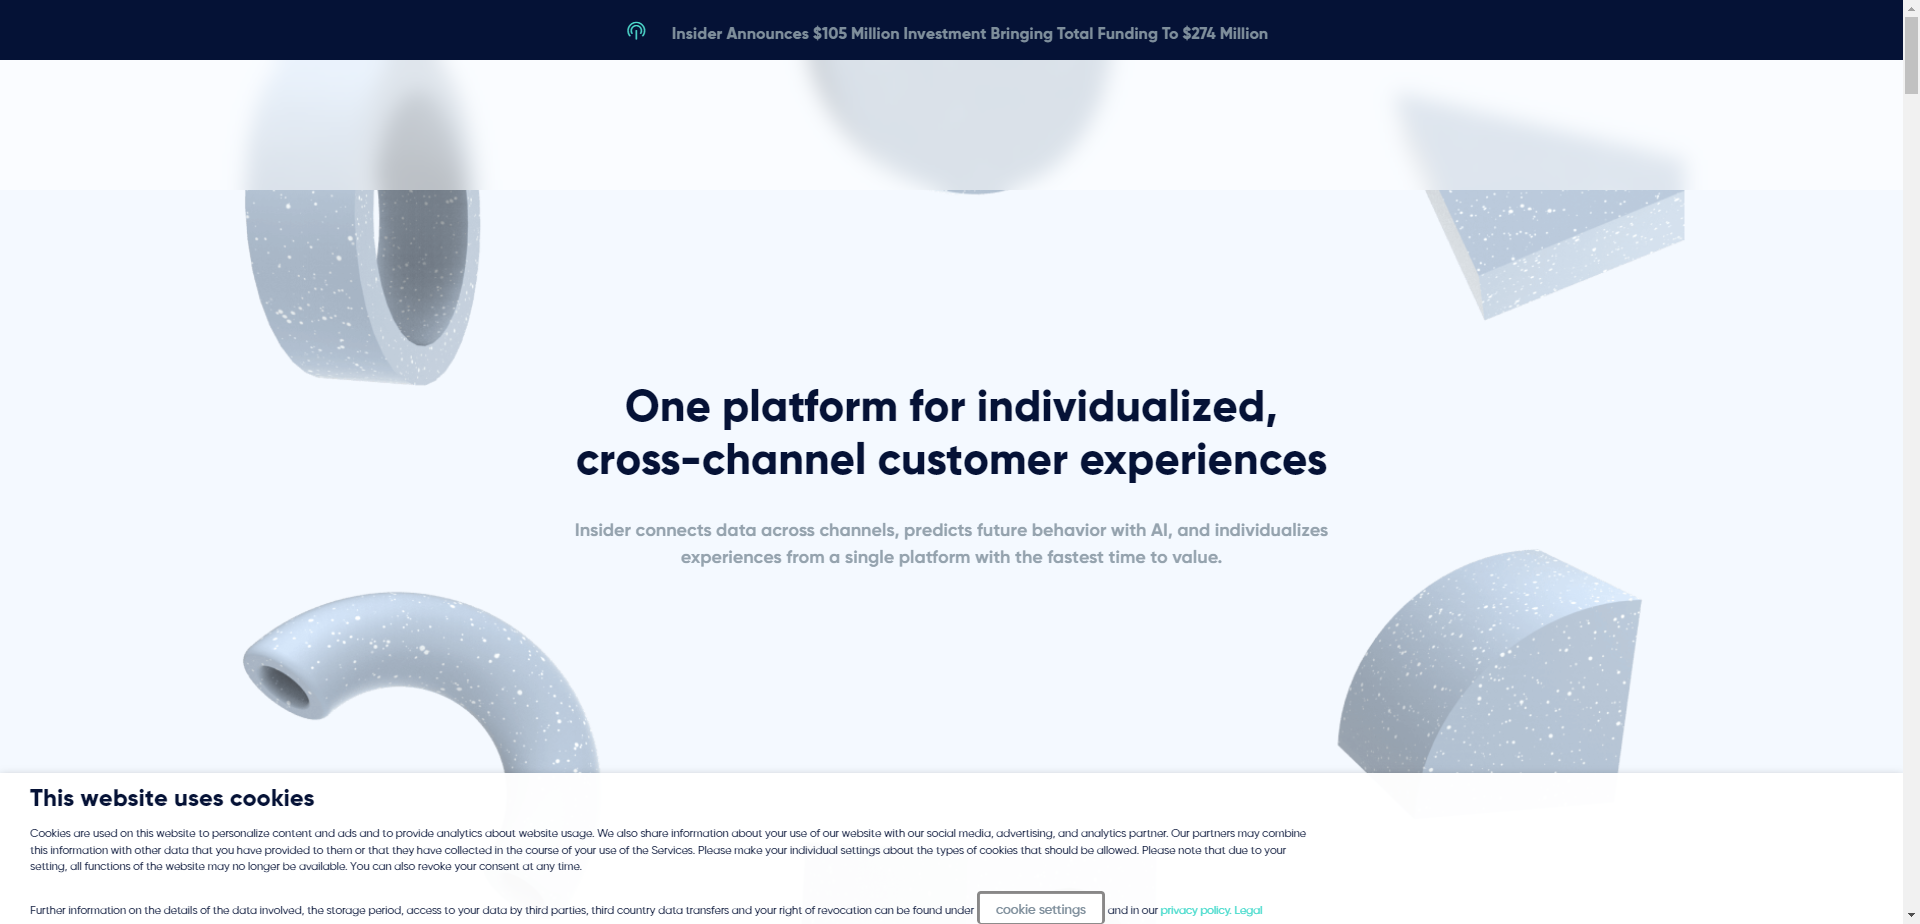 Insider Announces $105 Million Investment Bringing Total Funding To $274 Million
One platform for individualized,
cross-channel customer experiences
Insider connects data across channels, predicts future behavior with AI, and individualizes
experiences from a single platform with the fastest time to value.
This website uses cookies
Cookies are used on this website to personalize content and ads and to provide analytics about website usage. We also share information about your use of our website with our social media, advertising, and analytics partner. Our partners may combine
this information with other data that you have provided to them or that they have collected in the course of your use of the Services. Please make your individual settings about the types of cookies that should be allowed. Please note that due to your
setting, all functions of the website may no longer be available. You can also revoke your consent at any time.
Further information on the details of the data involved, the storage period, access to your data by third parties, third country data transfers and your right of revocation can be found under cookie settings and in our privacy policy. Legal